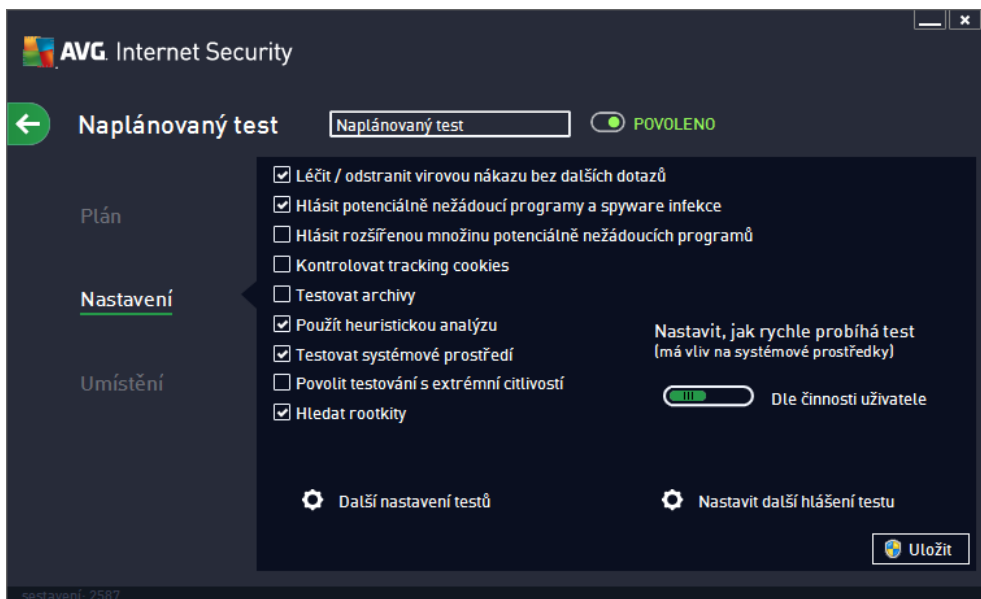 AVG. Internet Security
Naplánovaný test
Naplánovaný test
POVOLENO
Plán
Nastavení
Umístění
Léčit / odstranit virovou nákazu bez dalších dotazů
Hlásit potenciálně nežádoucí programy a spyware infekce
Hlásit rozšířenou množinu potenciálně nežádoucích programů
Kontrolovat tracking cookies
Testovat archivy
Použít heuristickou analýzu
Testovat systémové prostředí
Povolit testování s extrémní citlivostí
Hledat rootkity
Nastavit, jak rychle probíhá test
(má vliv na systémové prostředky)
Dle činnosti uživatele
Další nastavení testů
Nastavit další hlášení testu
Uložit
sestavení: 2587